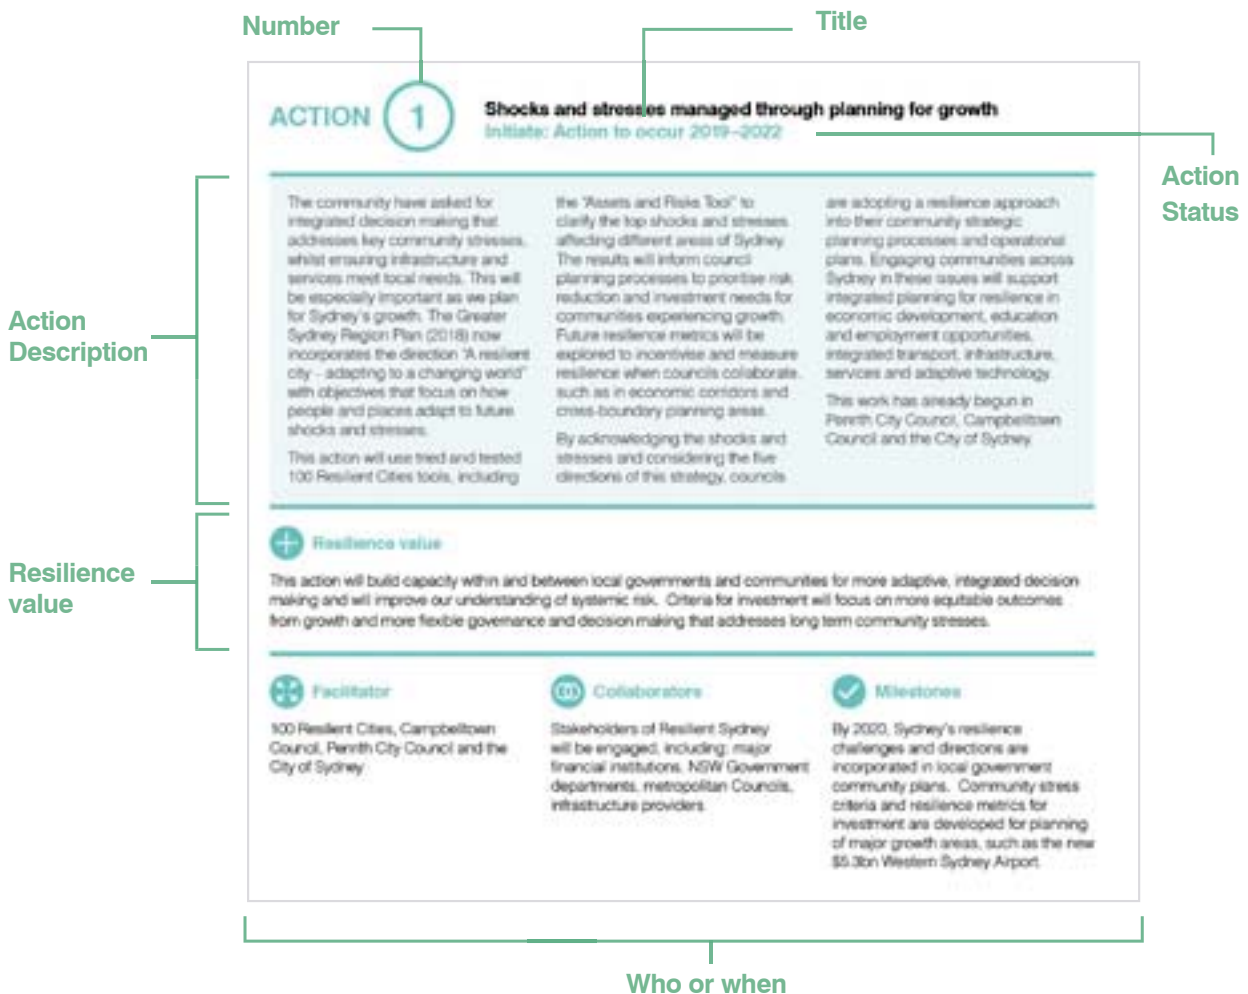 Number
Title
ACTION 1
Shocks and stresses managed through planning for growth
Initiate: Action to occur 2019–2022
Action
Status
Action
Description
The community have asked for
integrated decision making that
addresses key community stresses,
whilst ensuring infrastructure and
services meet local needs. This will
be especially important as we plan
for Sydney's growth. The Greater
Sydney Region Plan (2018) now
incorporates the direction "A resilient
city - adapting to a changing world"
with objectives that focus on how
people and places adapt to future
shocks and stresses.
This action will use tried and tested
100 Resilient Cities tools, including
the "Assets and Risks Tool" to
clarify the top shocks and stresses
affecting different areas of Sydney.
The results will inform council
planning processes to prioritise risk
reduction and investment needs for
communities experiencing growth.
Future resilience metrics will be
explored to incentivise and measure
resilience when councils collaborate,
such as in economic corridors and
cross-boundary planning areas.
By acknowledging the shocks and
stresses and considering the five
directions of this strategy, councils
are adopting a resilience approach
into their community strategic
planning processes and operational
plans. Engaging communities across
Sydney in these issues will support
integrated planning for resilience in
economic development, education
and employment opportunities,
integrated transport, infrastructure,
services and adaptive technology.
This work has already begun in
Penrith City Council, Campbelltown
Council and the City of Sydney.
Resilience
value
Resilience value
This action will build capacity within and between local governments and communities for more adaptive, integrated decision
making and will improve our understanding of systemic risk. Criteria for investment will focus on more equitable outcomes
from growth and more flexible governance and decision making that addresses long term community stresses.
Facilitator
100 Resilient Cities, Campbelltown
Council, Penrith City Council and the
City of Sydney
Collaborators
Stakeholders of Resilient Sydney
will be engaged, including: major
financial institutions, NSW Government
departments, metropolitan Councils,
infrastructure providers
Milestones
By 2020, Sydney's resilience
challenges and directions are
incorporated in local government
community plans. Community stress
criteria and resilience metrics for
investment are developed for planning
of major growth areas, such as the new
$5.3bn Western Sydney Airport.
Who or when